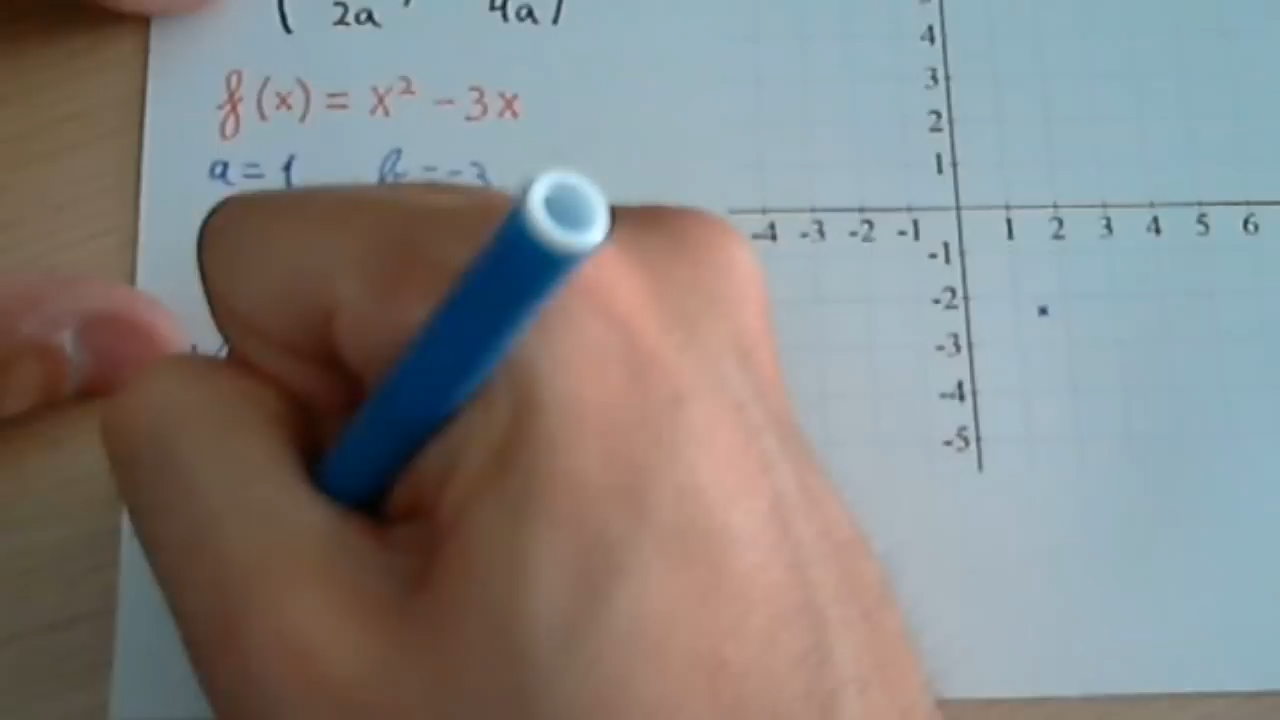 ( 2a , 4a )
f(x) = x² - 3x
a = 1 b = -3
4
3
2
1
-4 -3 -2 -1 1 2 3 4 5 6
-1
-2
-3
-4
-5